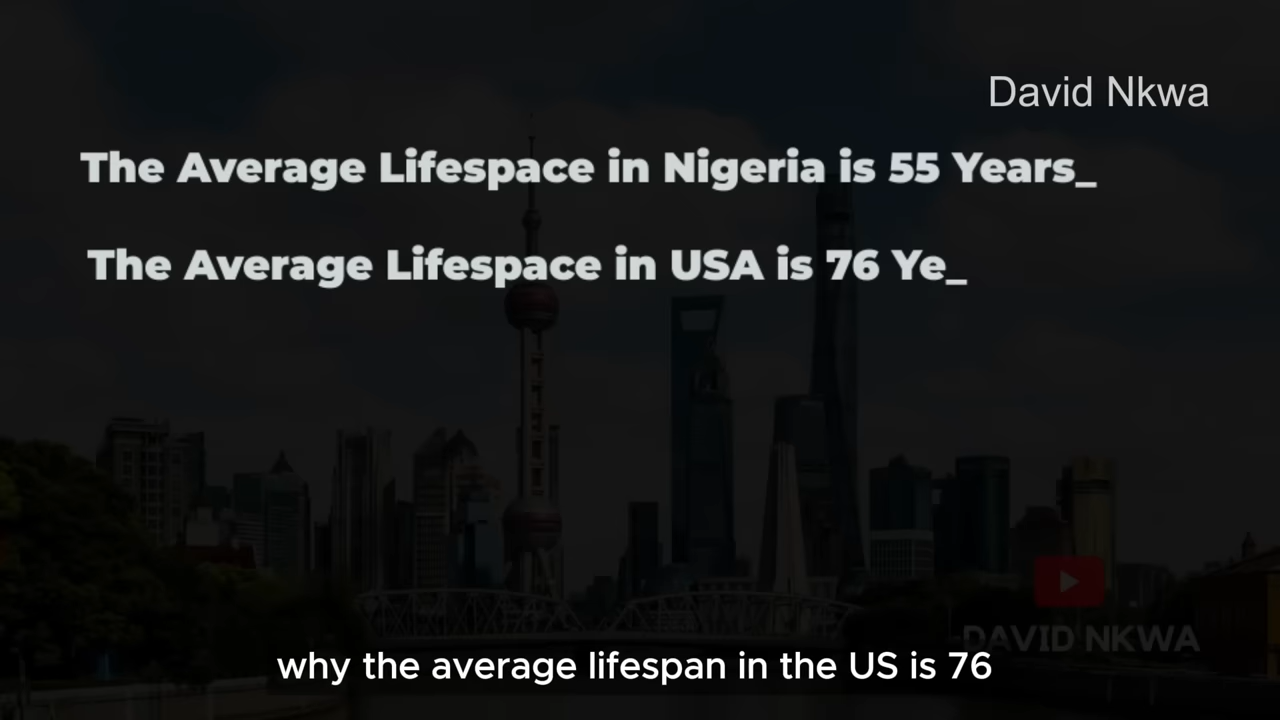 David Nkwa
The Average Lifespace in Nigeria is 55 Years_
The Average Lifespace in USA is 76 Ye_
DAVID NKWA
why the average lifespan in the US is 76